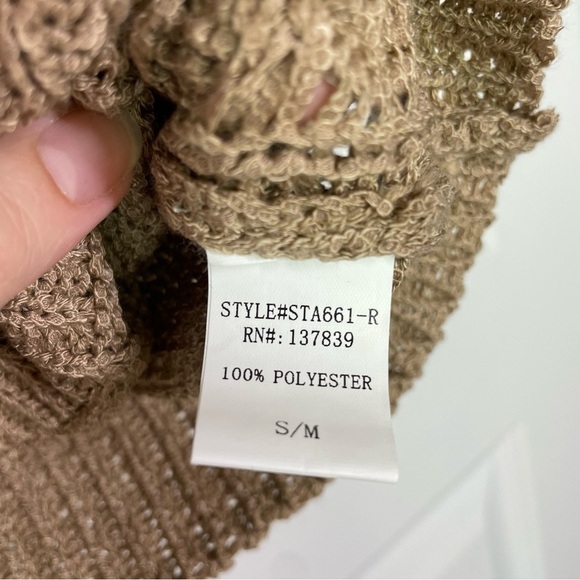 STYLE#STA661-R
RN#: 137839
100% POLYESTER
S/M